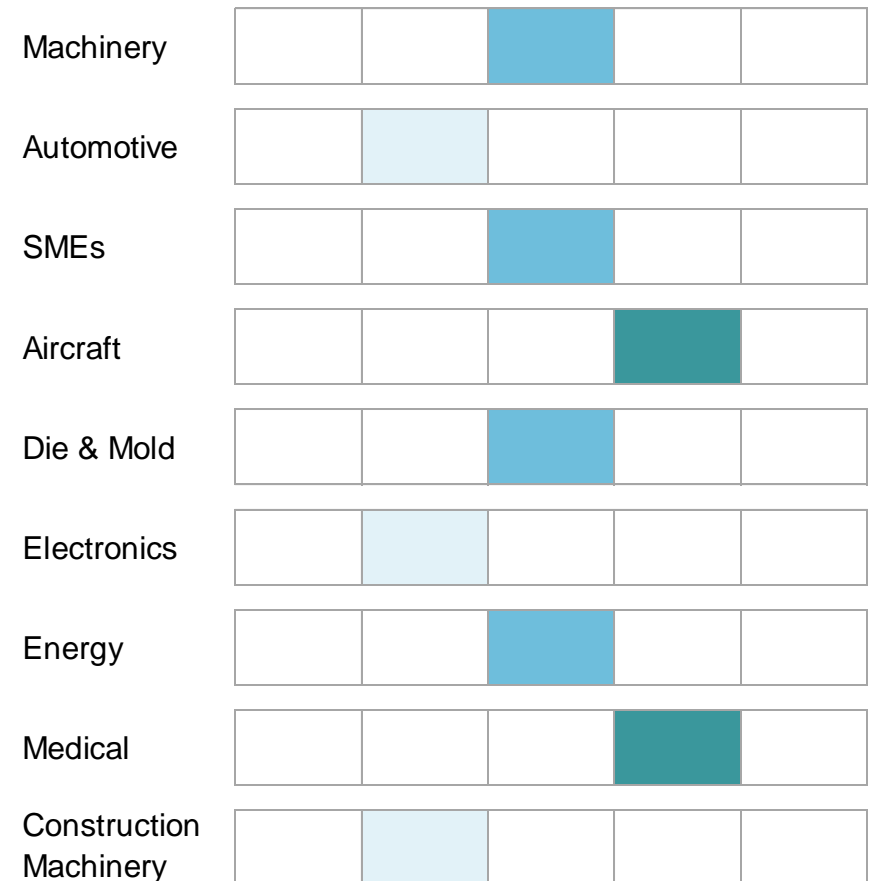 Machinery
Automotive
SMEs
Aircraft
Die & Mold
Electronics
Energy
Medical
Construction
Machinery